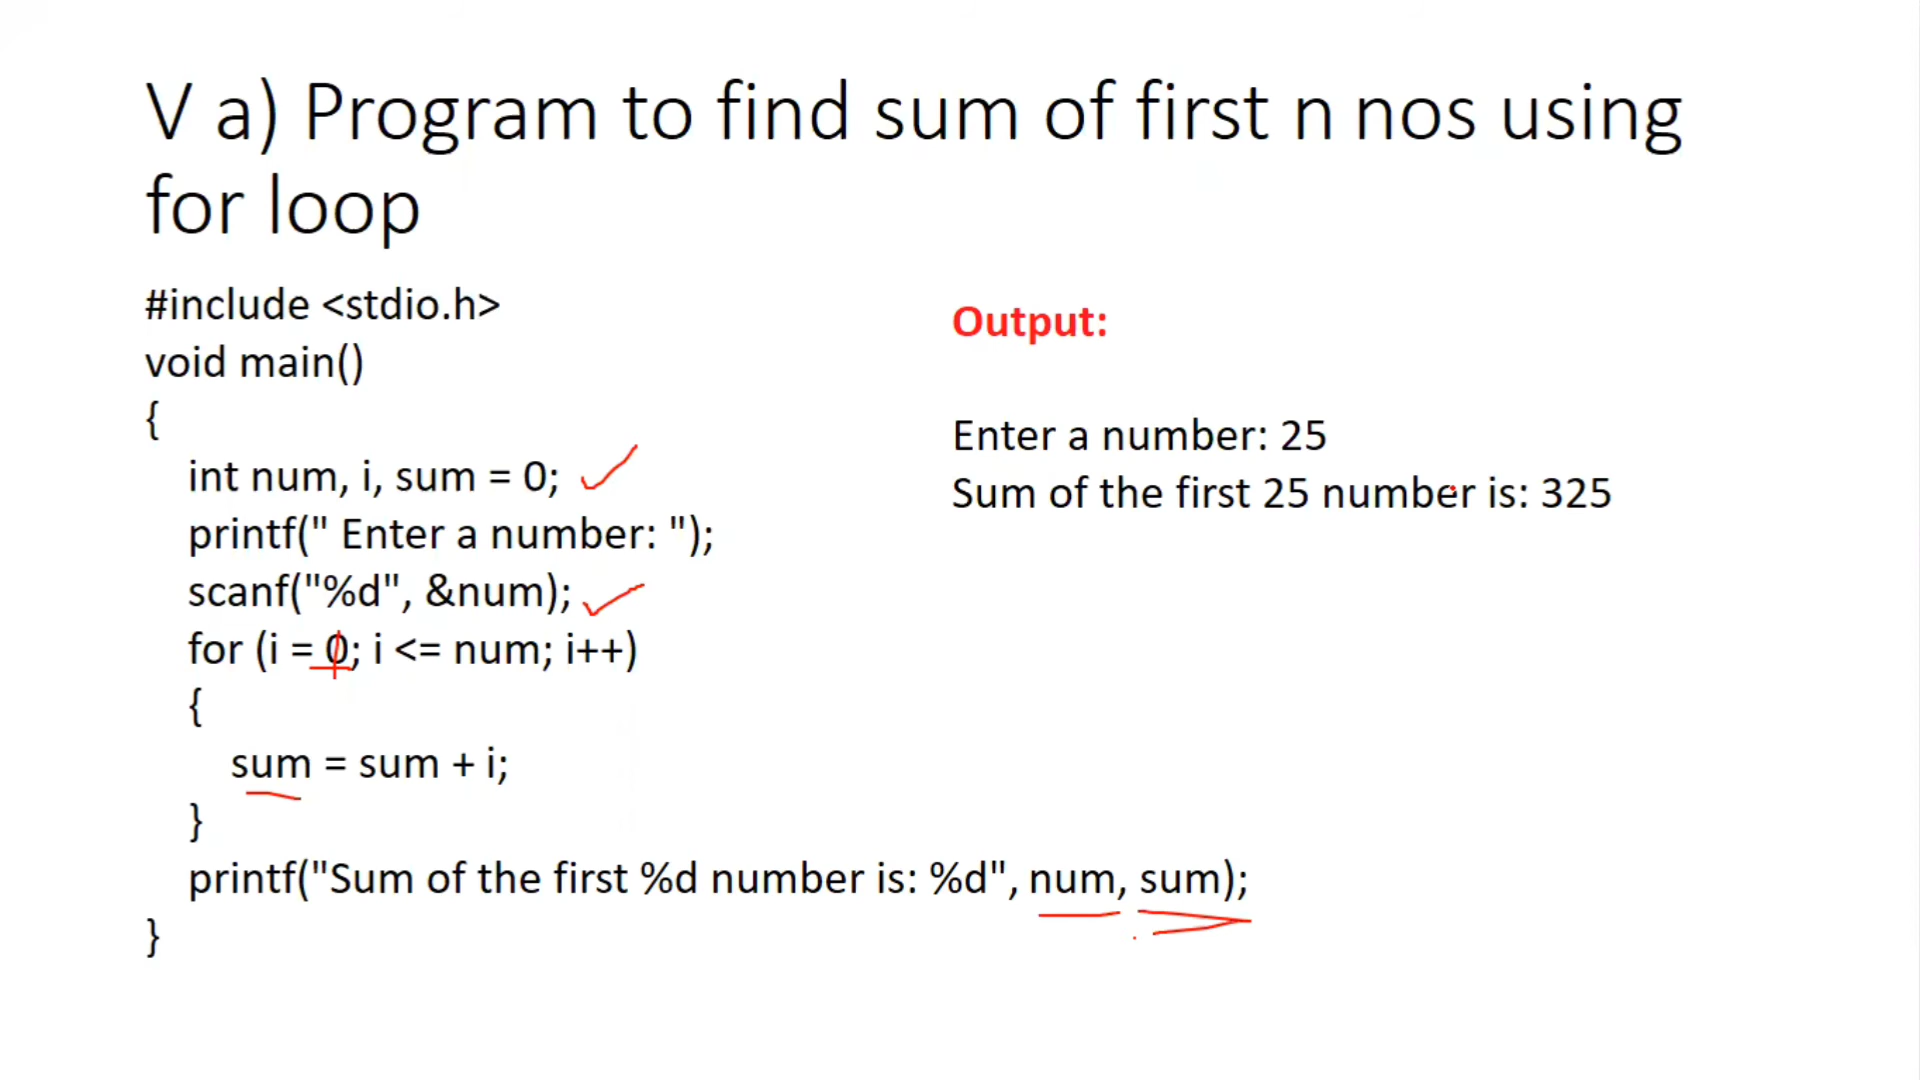 V a) Program to find sum of first n nos using
for loop
#include <stdio.h>
void main()
{
int num, i, sum = 0;
printf(" Enter a number: ");
scanf("%d", &num);
for (i = 0; i <= num; i++)
{
sum = sum + i;
}
printf("Sum of the first %d number is: %d", num, sum);
}
Output:
Enter a number: 25
Sum of the first 25 number is: 325